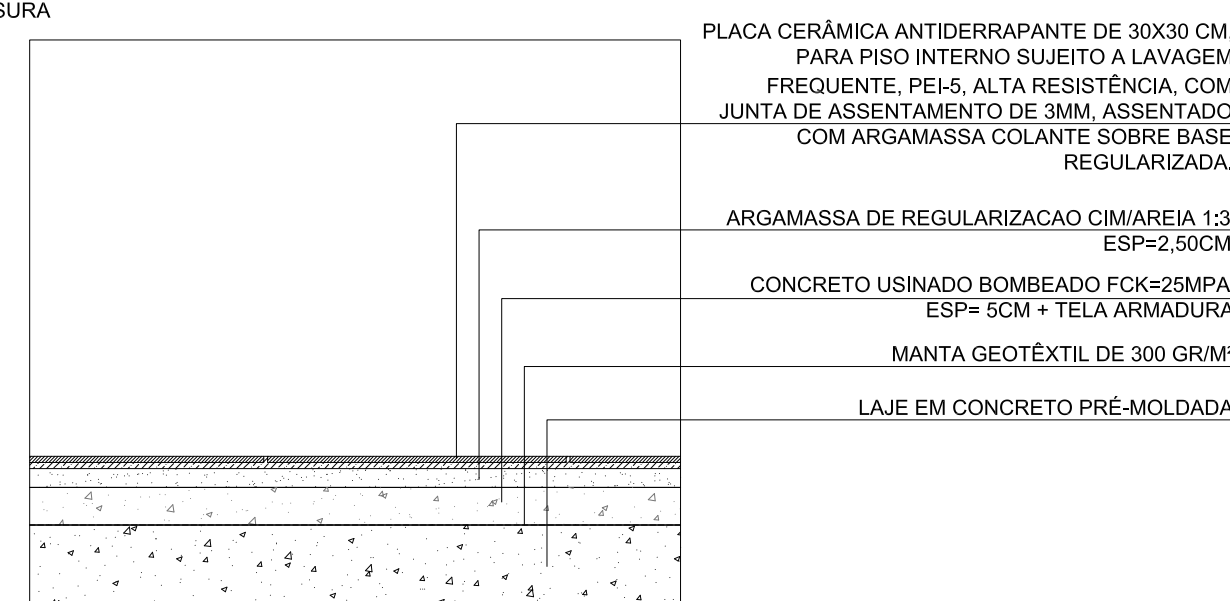 SURA
PLACA CERÂMICA ANTIDERRAPANTE DE 30X30 CM.
PARA PISO INTERNO SUJEITO A LAVAGEM
FREQUENTE, PEI-5, ALTA RESISTÊNCIA, COM
JUNTA DE ASSENTAMENTO DE 3MM, ASSENTADO
COM ARGAMASSA COLANTE SOBRE BASE
REGULARIZADA.
ARGAMASSA DE REGULARIZACAO CIM/AREIA 1:3
ESP=2,50CM
CONCRETO USINADO BOMBEADO FCK=25MPA
ESP= 5CM + TELA ARMADURA
MANTA GEOTÊXTIL DE 300 GR/M²
LAJE EM CONCRETO PRÉ-MOLDADA